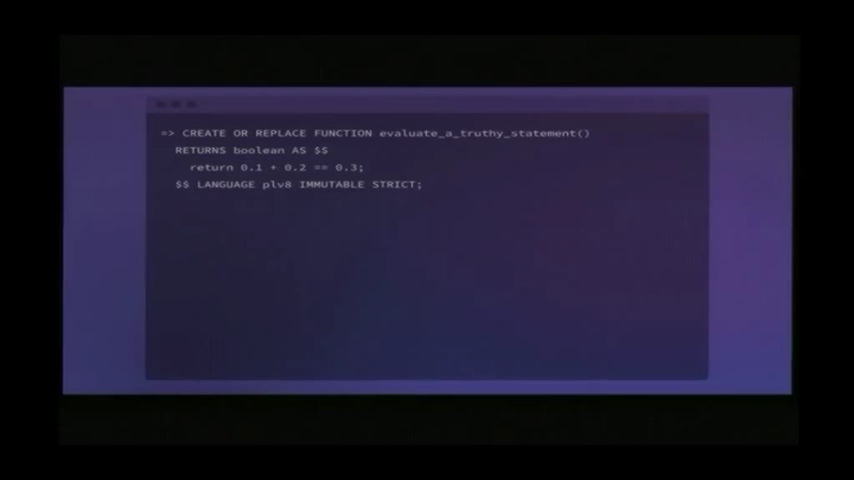 => CREATE OR REPLACE FUNCTION evaluate_a_truthy_statement()
RETURNS boolean AS $$
return 0.1 + 0.2 == 0.3;
$$ LANGUAGE plv8 IMMUTABLE STRICT;